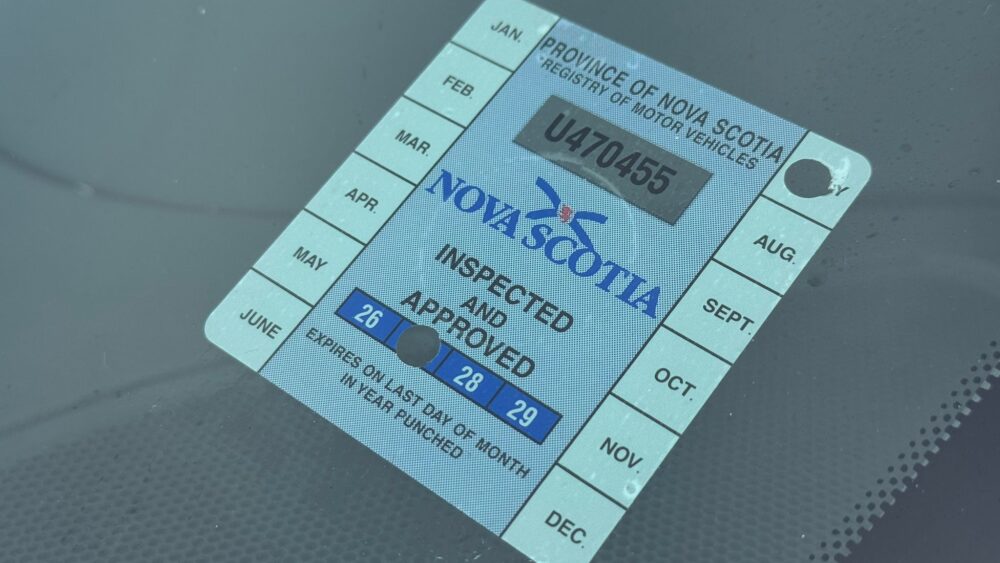 PROVINCE OF NOVA SCOTIA
REGISTRY OF MOTOR VEHICLES
U470455
NOVA SCOTIA
INSPECTED
AND
APPROVED
26
28
29
EXPIRES ON LAST DAY OF MONTH
IN YEAR PUNCHED
JAN.
FEB.
MAR.
APR.
MAY
JUNE
AUG.
SEPT.
OCT.
NOV.
DEC.